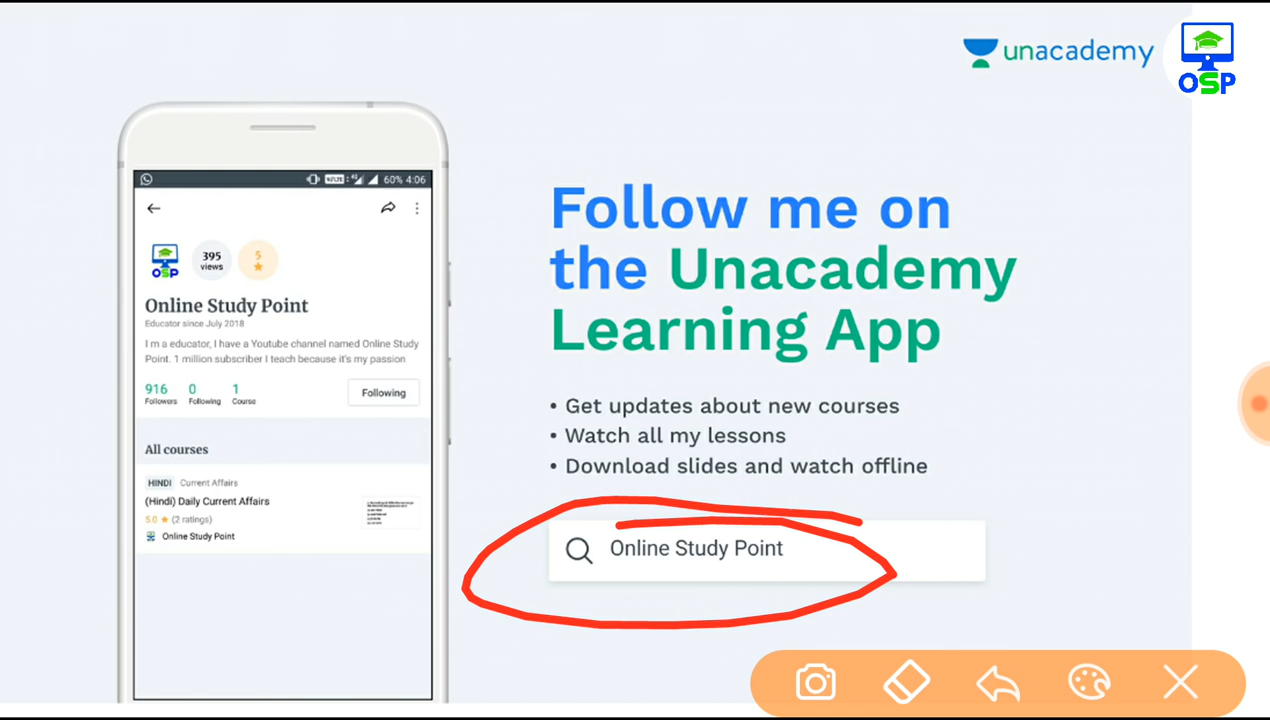 unacademy
OSP
60% 4:06
OSP
395
views
5
Online Study Point
Educator since July 2018
I m a educator, I have a Youtube channel named Online Study
Point. 1 million subscriber I teach because it's my passion
916 0 1
Followers Following Course
Following
All courses
HINDI Current Affairs
(Hindi) Daily Current Affairs
5.0 ★ (2 ratings)
Online Study Point
Follow me on
the Unacademy
Learning App
• Get updates about new courses
• Watch all my lessons
• Download slides and watch offline
Online Study Point